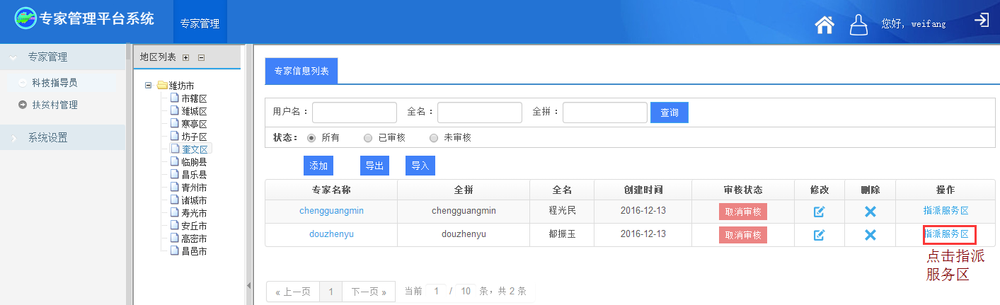 专家管理平台系统
专家管理
您好, weifang
专家管理
科技指导员
扶贫村管理
系统设置
地区列表
潍坊市
市辖区
潍城区
寒亭区
坊子区
奎文区
临朐县
昌乐县
青州市
诸城市
寿光市
安丘市
高密市
昌邑市
专家信息列表
用户名: 全名: 全拼: 查询
状态: 所有 已审核 未审核
添加 导出 导入
专家名称 全拼 全名 创建时间 审核状态 修改 删除 操作
chengguangmin chengguangmin 程光民 2016-12-13 取消审核 指派服务区
douzhenyu douzhenyu 都振玉 2016-12-13 取消审核 指派服务区
点击指派
服务区
« 上一页 1 下一页 » 当前 1 / 10 条，共 2 条